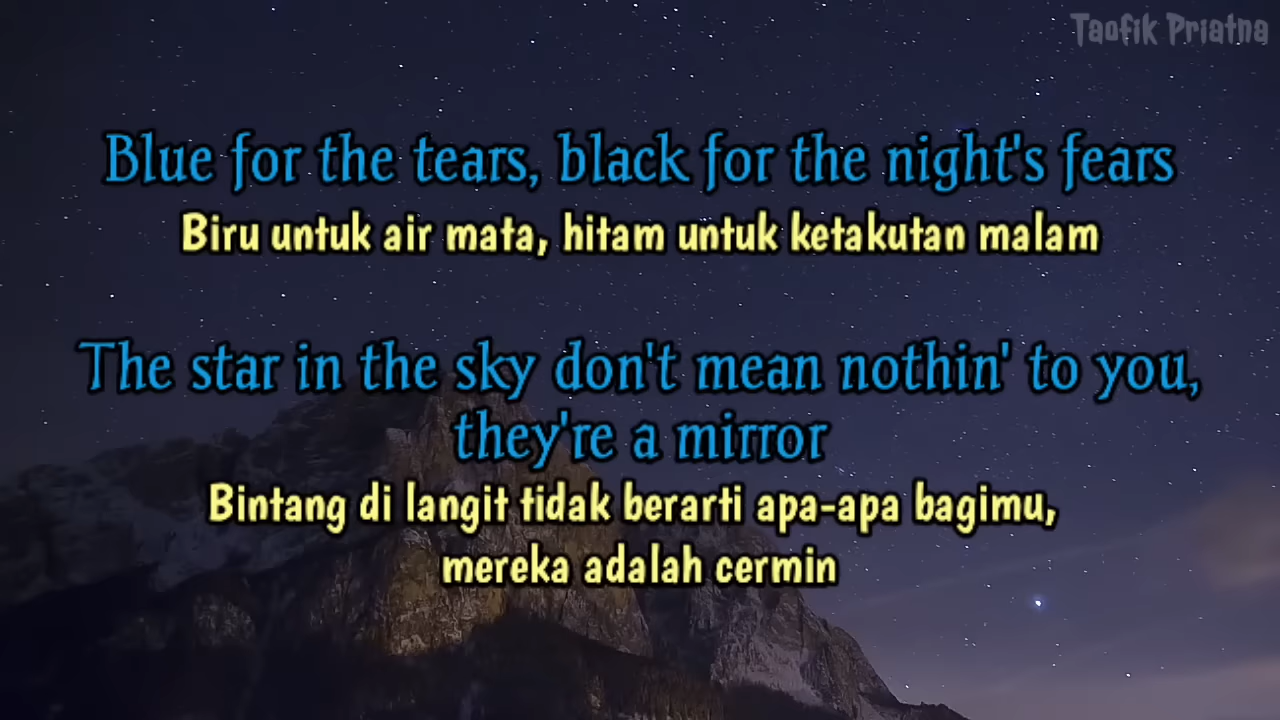 Taofik Priatna
Blue for the tears, black for the night's fears
Biru untuk air mata, hitam untuk ketakutan malam
The star in the sky don't mean nothin' to you,
they're a mirror
Bintang di langit tidak berarti apa-apa bagimu,
mereka adalah cermin